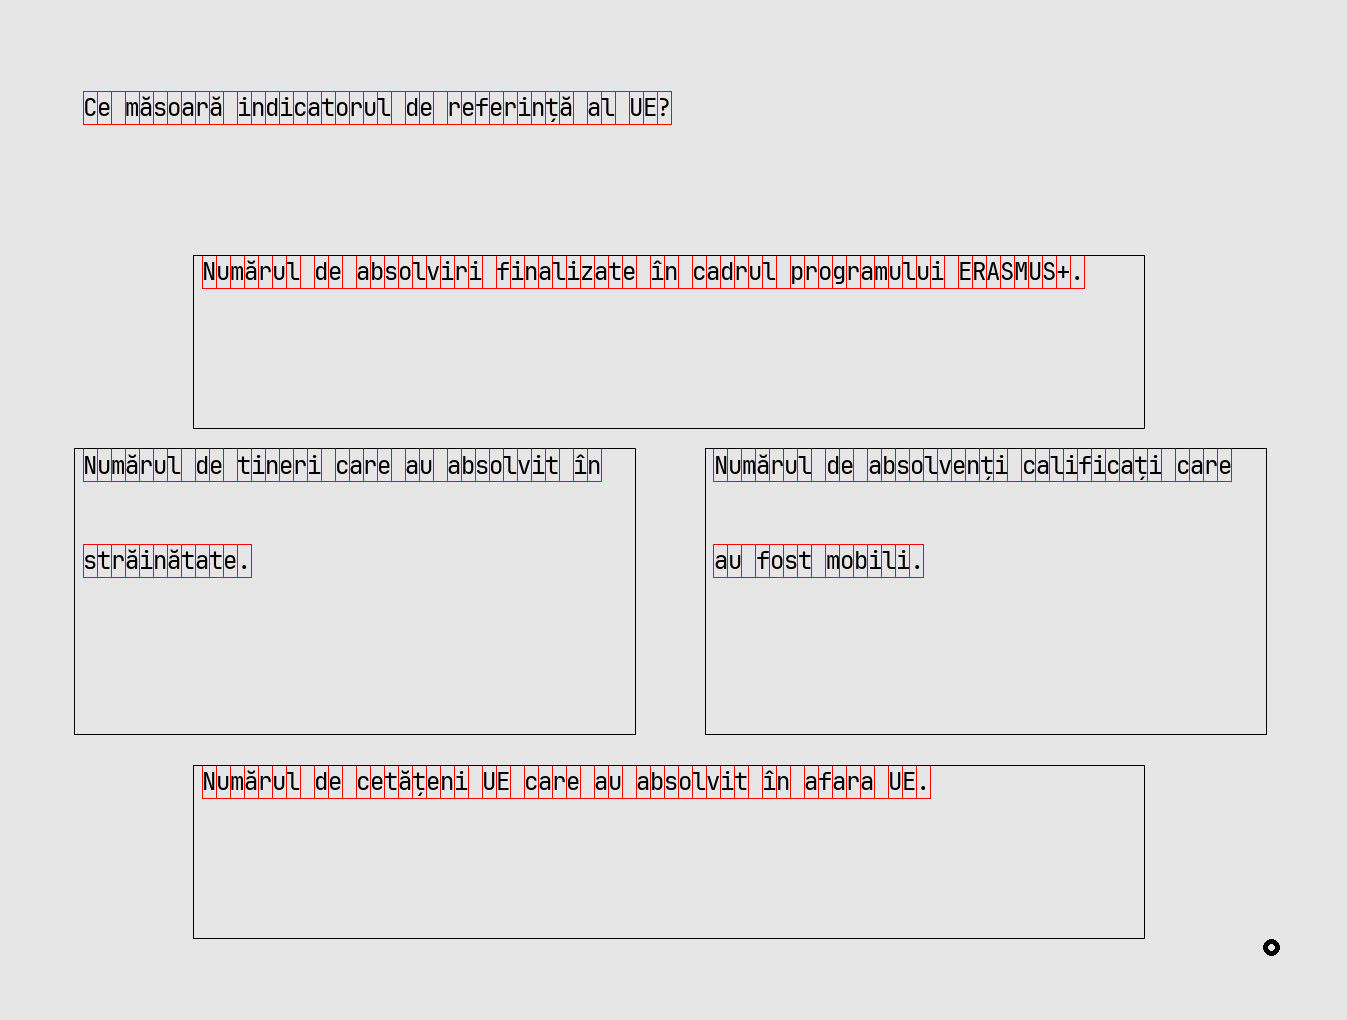 Ce măsoară indicatorul de referință al UE?
Numărul de absolviri finalizate în cadrul programului ERASMUS+.
Numărul de tineri care au absolvit în
străinătate.
Numărul de absolvenți calificați care
au fost mobili.
Numărul de cetățeni UE care au absolvit în afara UE.